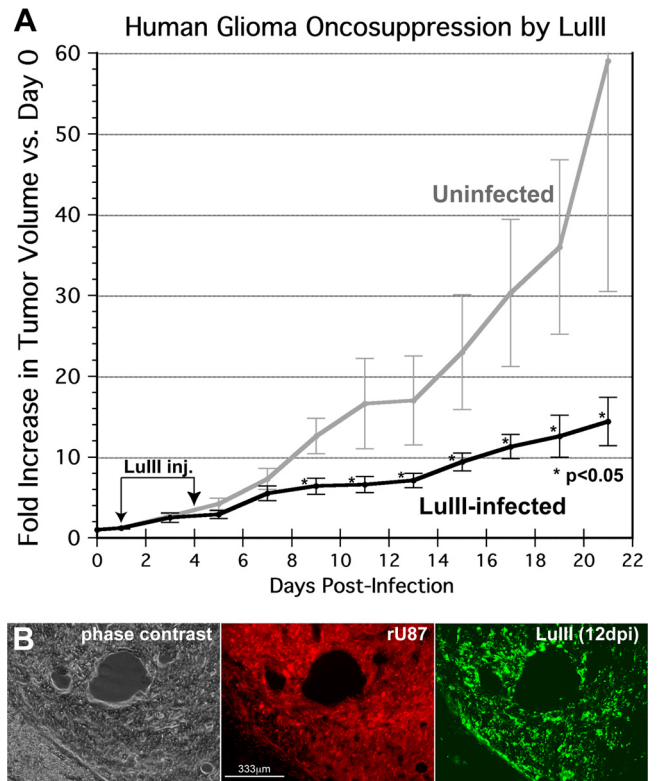 A
Human Glioma Oncosuppression by LuIII
Fold Increase in Tumor Volume vs. Day 0
60
50
40
30
20
10
0
Uninfected
LuIII inj.
* * * * * * *
* p<0.05
LuIII-infected
0 2 4 6 8 10 12 14 16 18 20 22
Days Post-Infection
B
phase contrast
rU87
LuIII (12dpi)
333µm